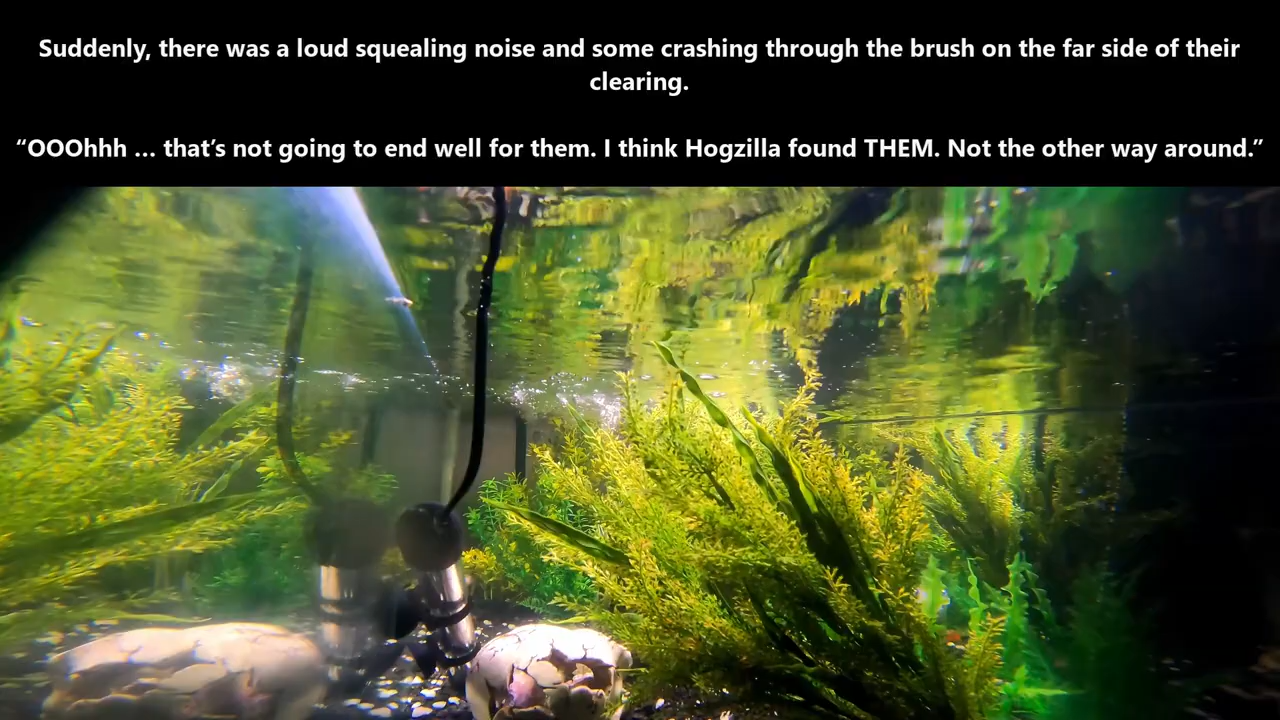 Suddenly, there was a loud squealing noise and some crashing through the brush on the far side of their
clearing.
“OOOhhh … that’s not going to end well for them. I think Hogzilla found THEM. Not the other way around.”